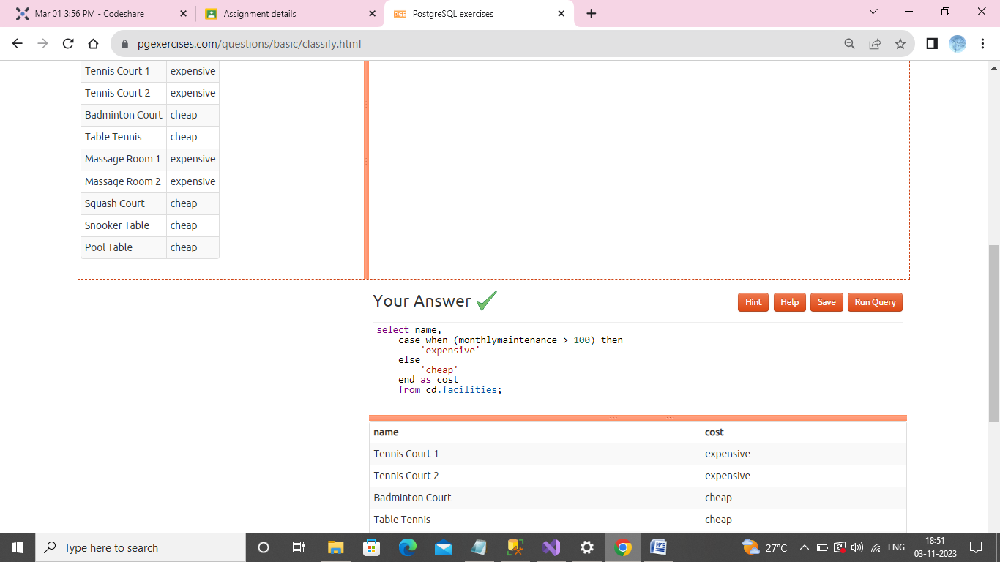 Mar 01 3:56 PM - Codeshare
Assignment details
PGE PostgreSQL exercises
pgexercises.com/questions/basic/classify.html
Tennis Court 1 expensive
Tennis Court 2 expensive
Badminton Court cheap
Table Tennis cheap
Massage Room 1 expensive
Massage Room 2 expensive
Squash Court cheap
Snooker Table cheap
Pool Table cheap
Your Answer
Hint Help Save Run Query
select name,
case when (monthlymaintenance > 100) then
'expensive'
else
'cheap'
end as cost
from cd.facilities;
name cost
Tennis Court 1 expensive
Tennis Court 2 expensive
Badminton Court cheap
Table Tennis cheap
Type here to search
27°C
ENG
18:51
03-11-2023